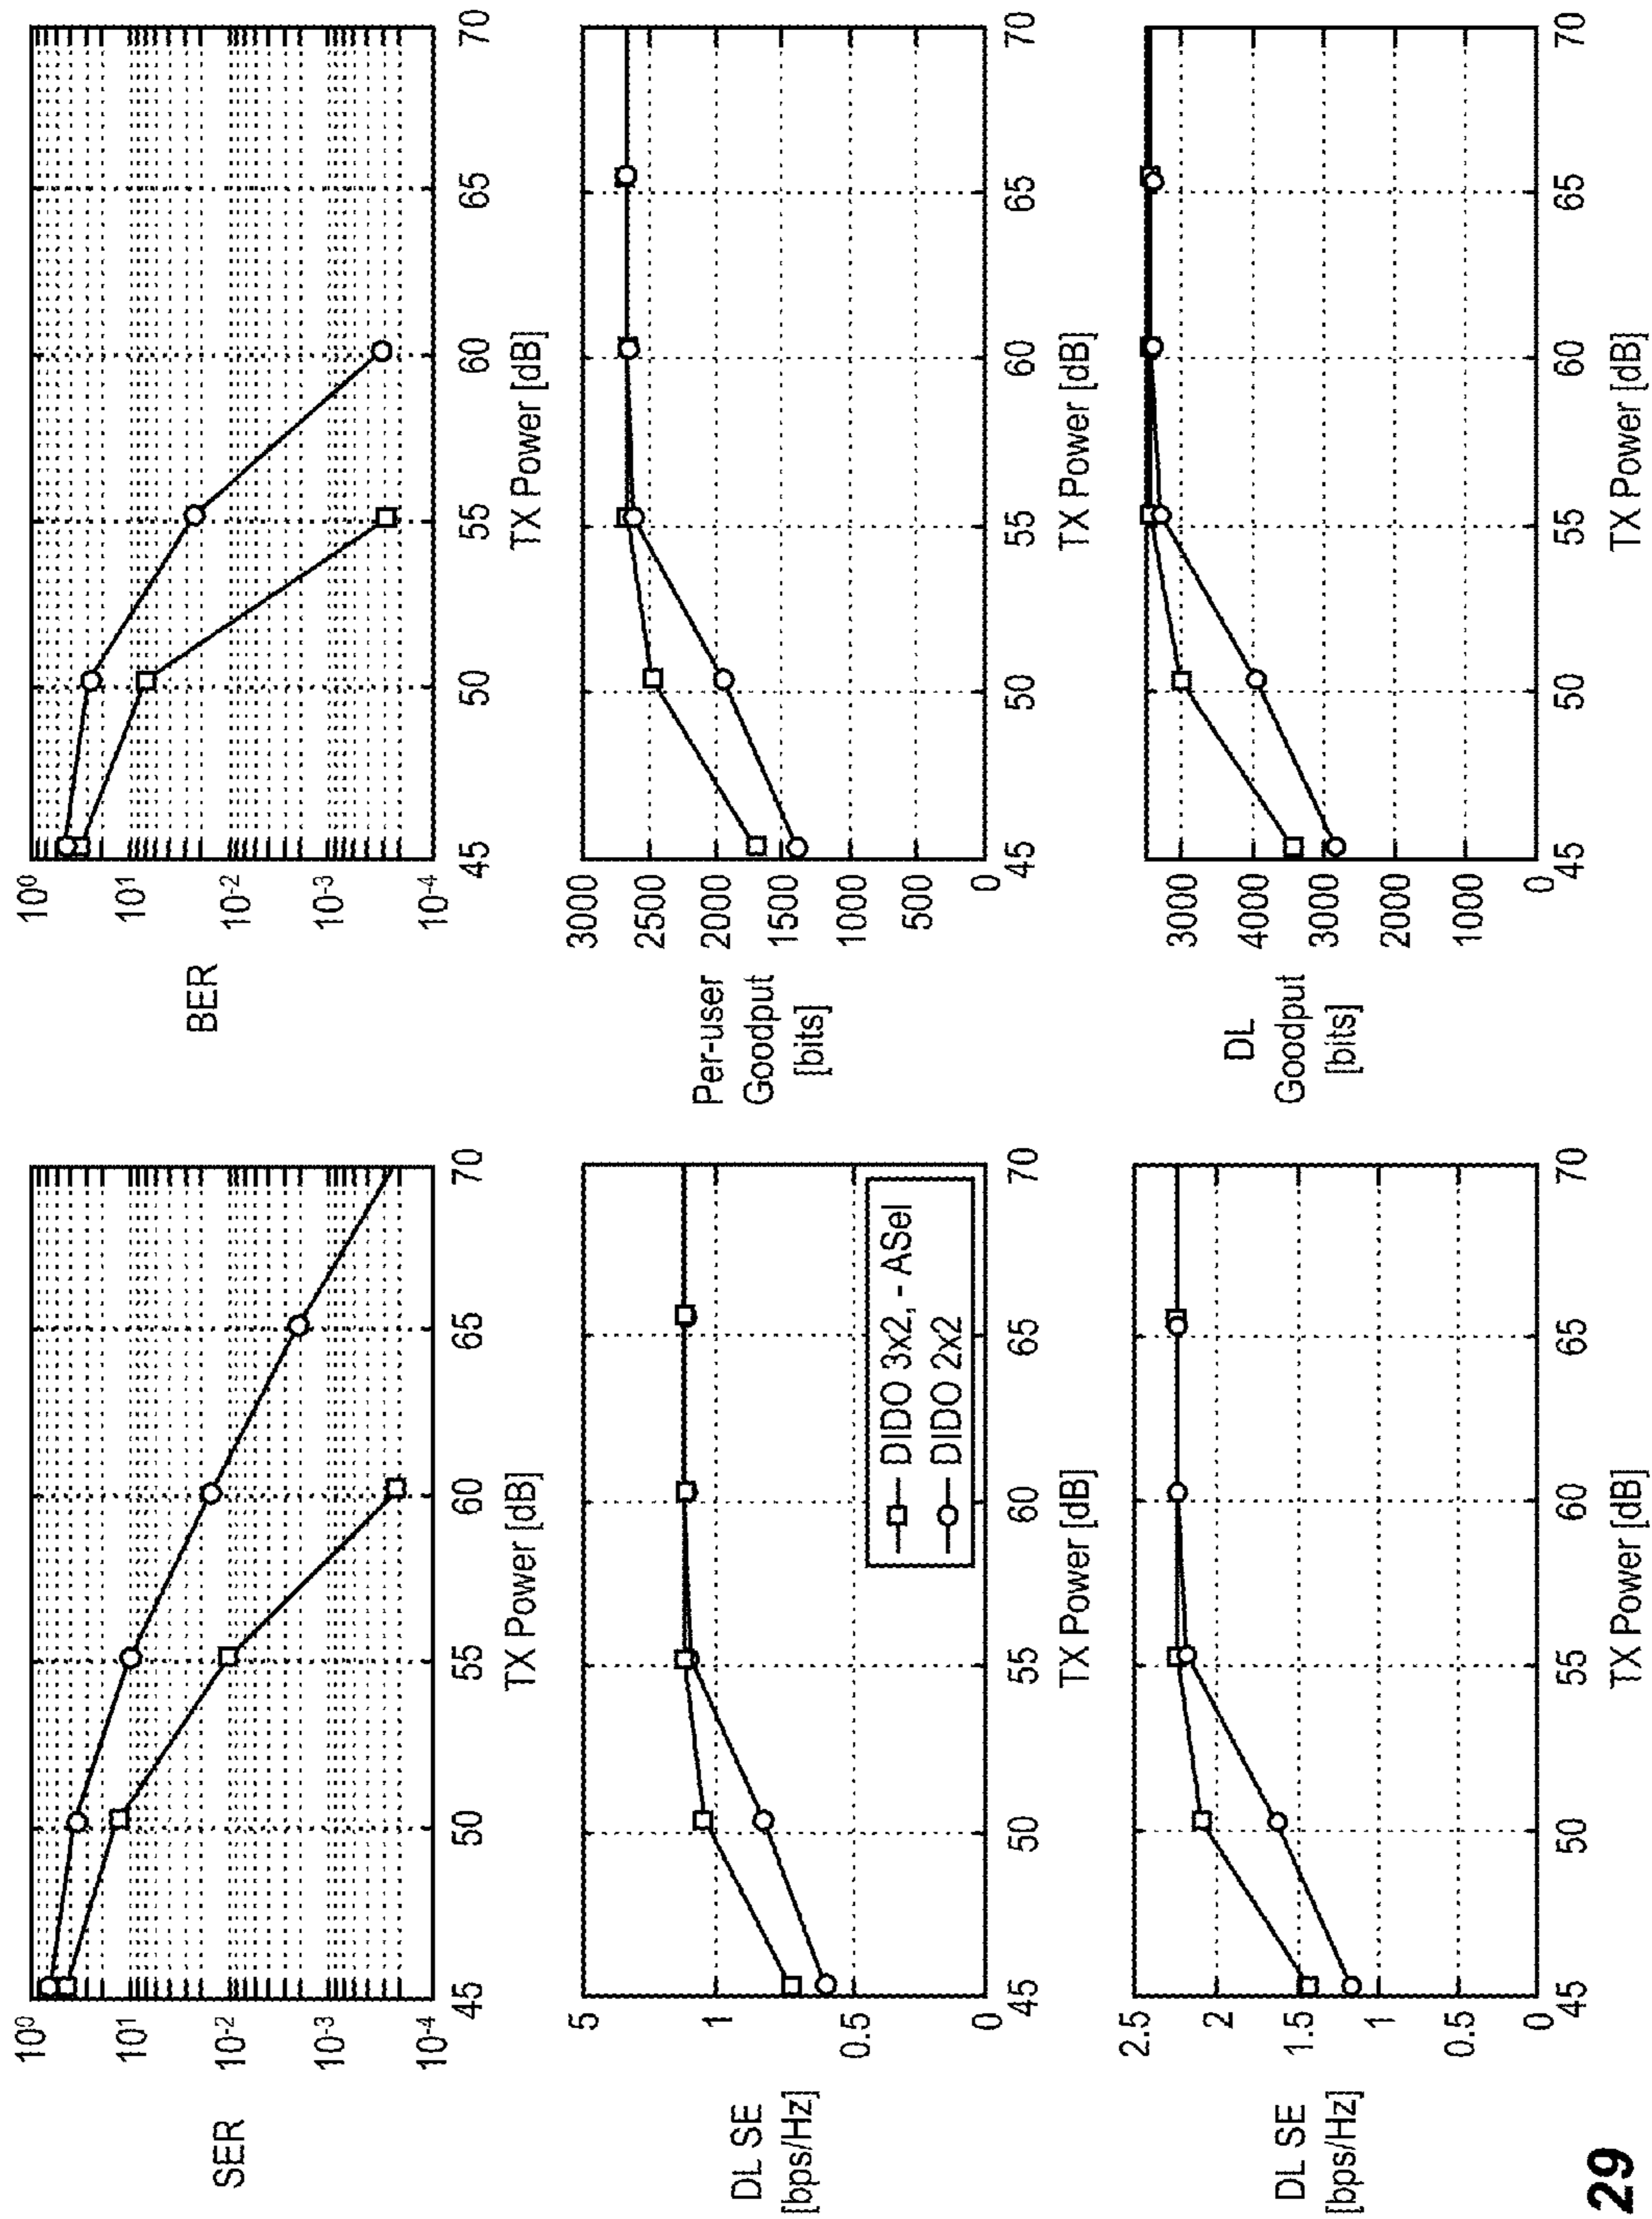 SER
10⁰
10¹
10⁻²
10⁻³
10⁻⁴
45 50 55 60 65 70
TX Power [dB]
BER
10⁰
10¹
10⁻²
10⁻³
10⁻⁴
45 50 55 60 65 70
TX Power [dB]
DL SE
[bps/Hz]
5
1
0.5
0
45 50 55 60 65 70
TX Power [dB]
DIDO 3x2, - ASel
DIDO 2x2
Per-user
Goodput
[bits]
3000
2500
2000
1500
1000
500
0
45 50 55 60 65 70
TX Power [dB]
DL SE
[bps/Hz]
2.5
2
1.5
1
0.5
0
45 50 55 60 65 70
TX Power [dB]
DL
Goodput
[bits]
3000
4000
3000
2000
1000
0
45 50 55 60 65 70
TX Power [dB]
29